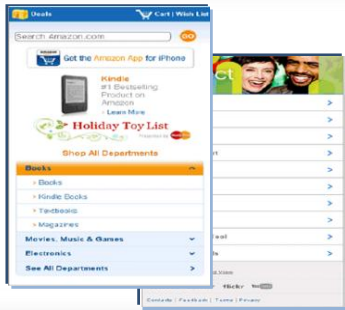 Deals
Cart | Wish List
Search Amazon.com
GO
Get the Amazon App for iPhone
Kindle
#1 Bestselling
Product on
Amazon
› Learn More
Holiday Toy List
Shop All Departments
Books
› Books
› Kindle Books
› Textbooks
› Magazines
Movies, Music & Games
Electronics
See All Departments
flickr
Contacts | Feedback | Terms | Privacy